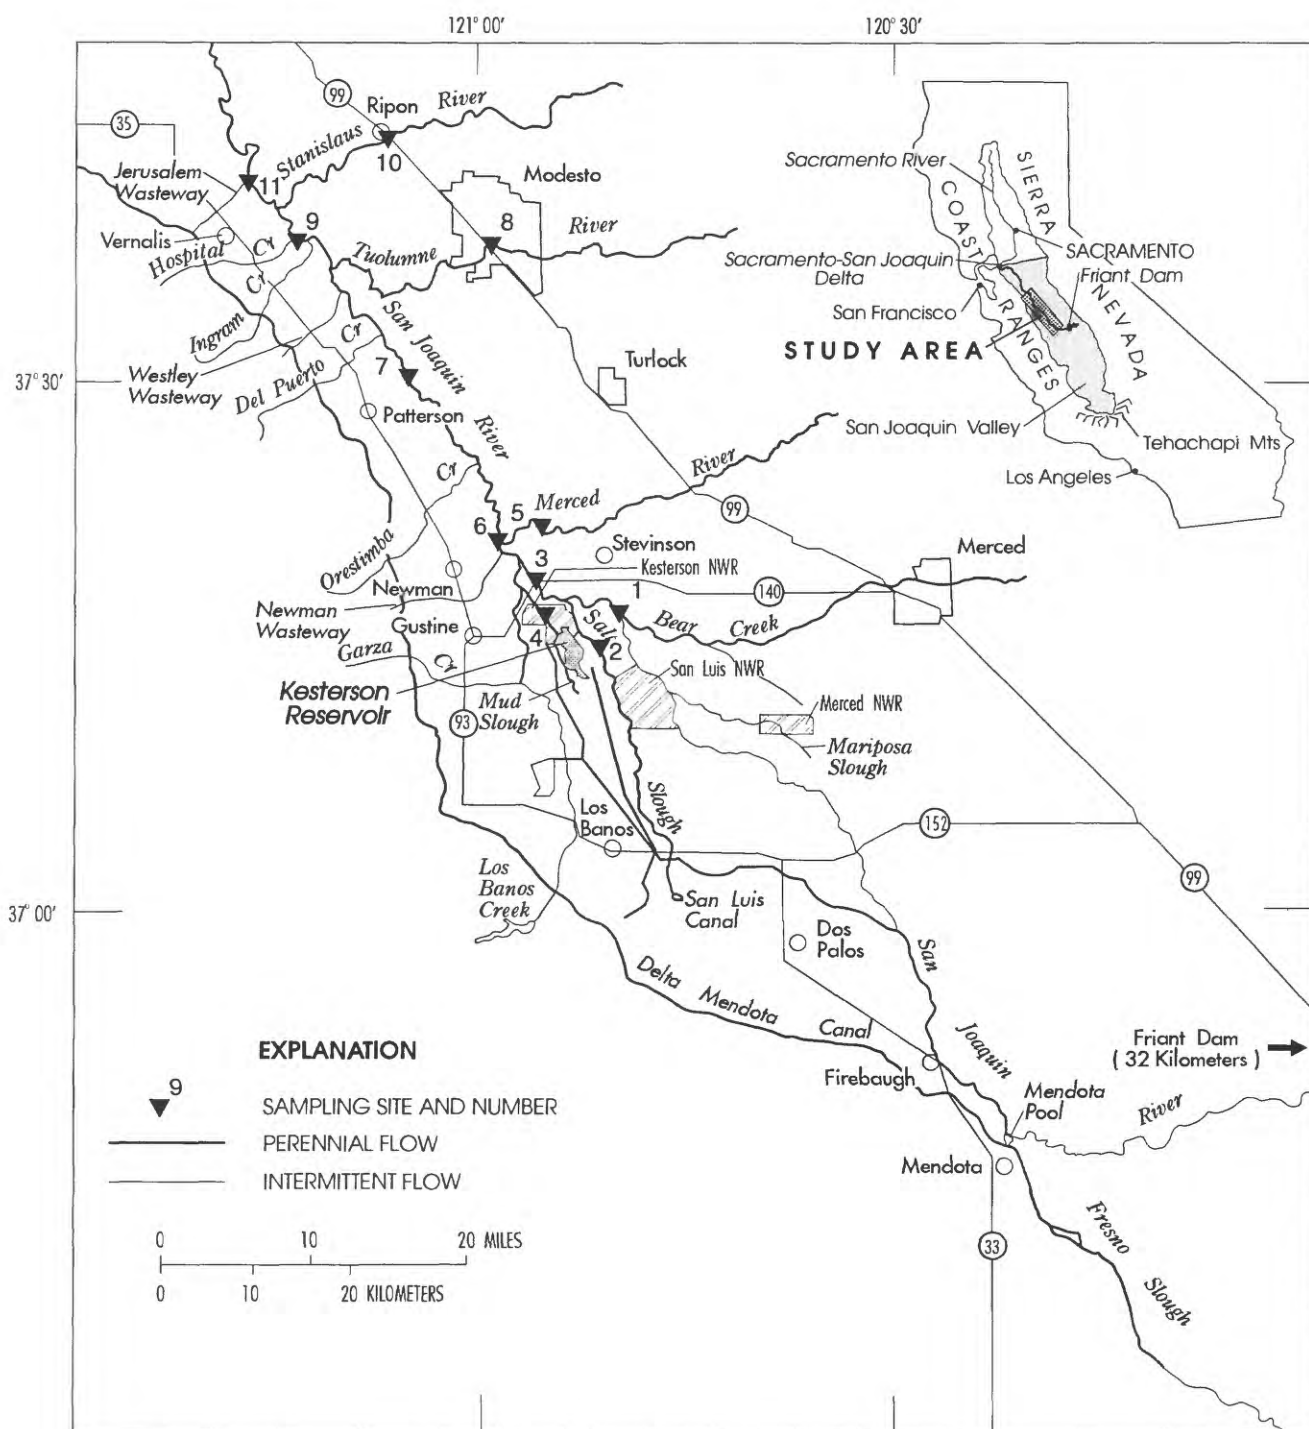 121° 00'
120° 30'
99
Ripon
River
35
Stanislaus
10
Jerusalem
Wasteway
11
Modesto
Vernalis
9
8
River
Hospital Cr
Tuolumne
Cr
Ingram
San Joaquin
River
Cr
Westley
Wasteway
7
Turlock
37° 30'
Del Puerto
Patterson
River
Cr
5
Merced
99
6
Stevinson
Merced
3
Kesterson NWR
Orestimba
Newman
1
140
Newman
Wasteway
Bear
Creek
Gustine
4
Salt
2
Garza
Cr
San Luis NWR
Kesterson
Reservoir
Mud
Slough
Merced NWR
93
Mariposa
Slough
Slough
Los
Banos
152
Los
Banos
Creek
99
San Luis
Canal
37° 00'
Dos
Palos
San
Joaquin
River
Delta Mendota Canal
Friant Dam
( 32 Kilometers )
Firebaugh
Mendota
Pool
Mendota
Fresno
Slough
33
Sacramento River
SIERRA
NEVADA
COAST
RANGES
SACRAMENTO
Sacramento-San Joaquin
Delta
Friant Dam
San Francisco
STUDY AREA
San Joaquin Valley
Tehachapi Mts
Los Angeles
EXPLANATION
9
SAMPLING SITE AND NUMBER
PERENNIAL FLOW
INTERMITTENT FLOW
0 10 20 MILES
0 10 20 KILOMETERS